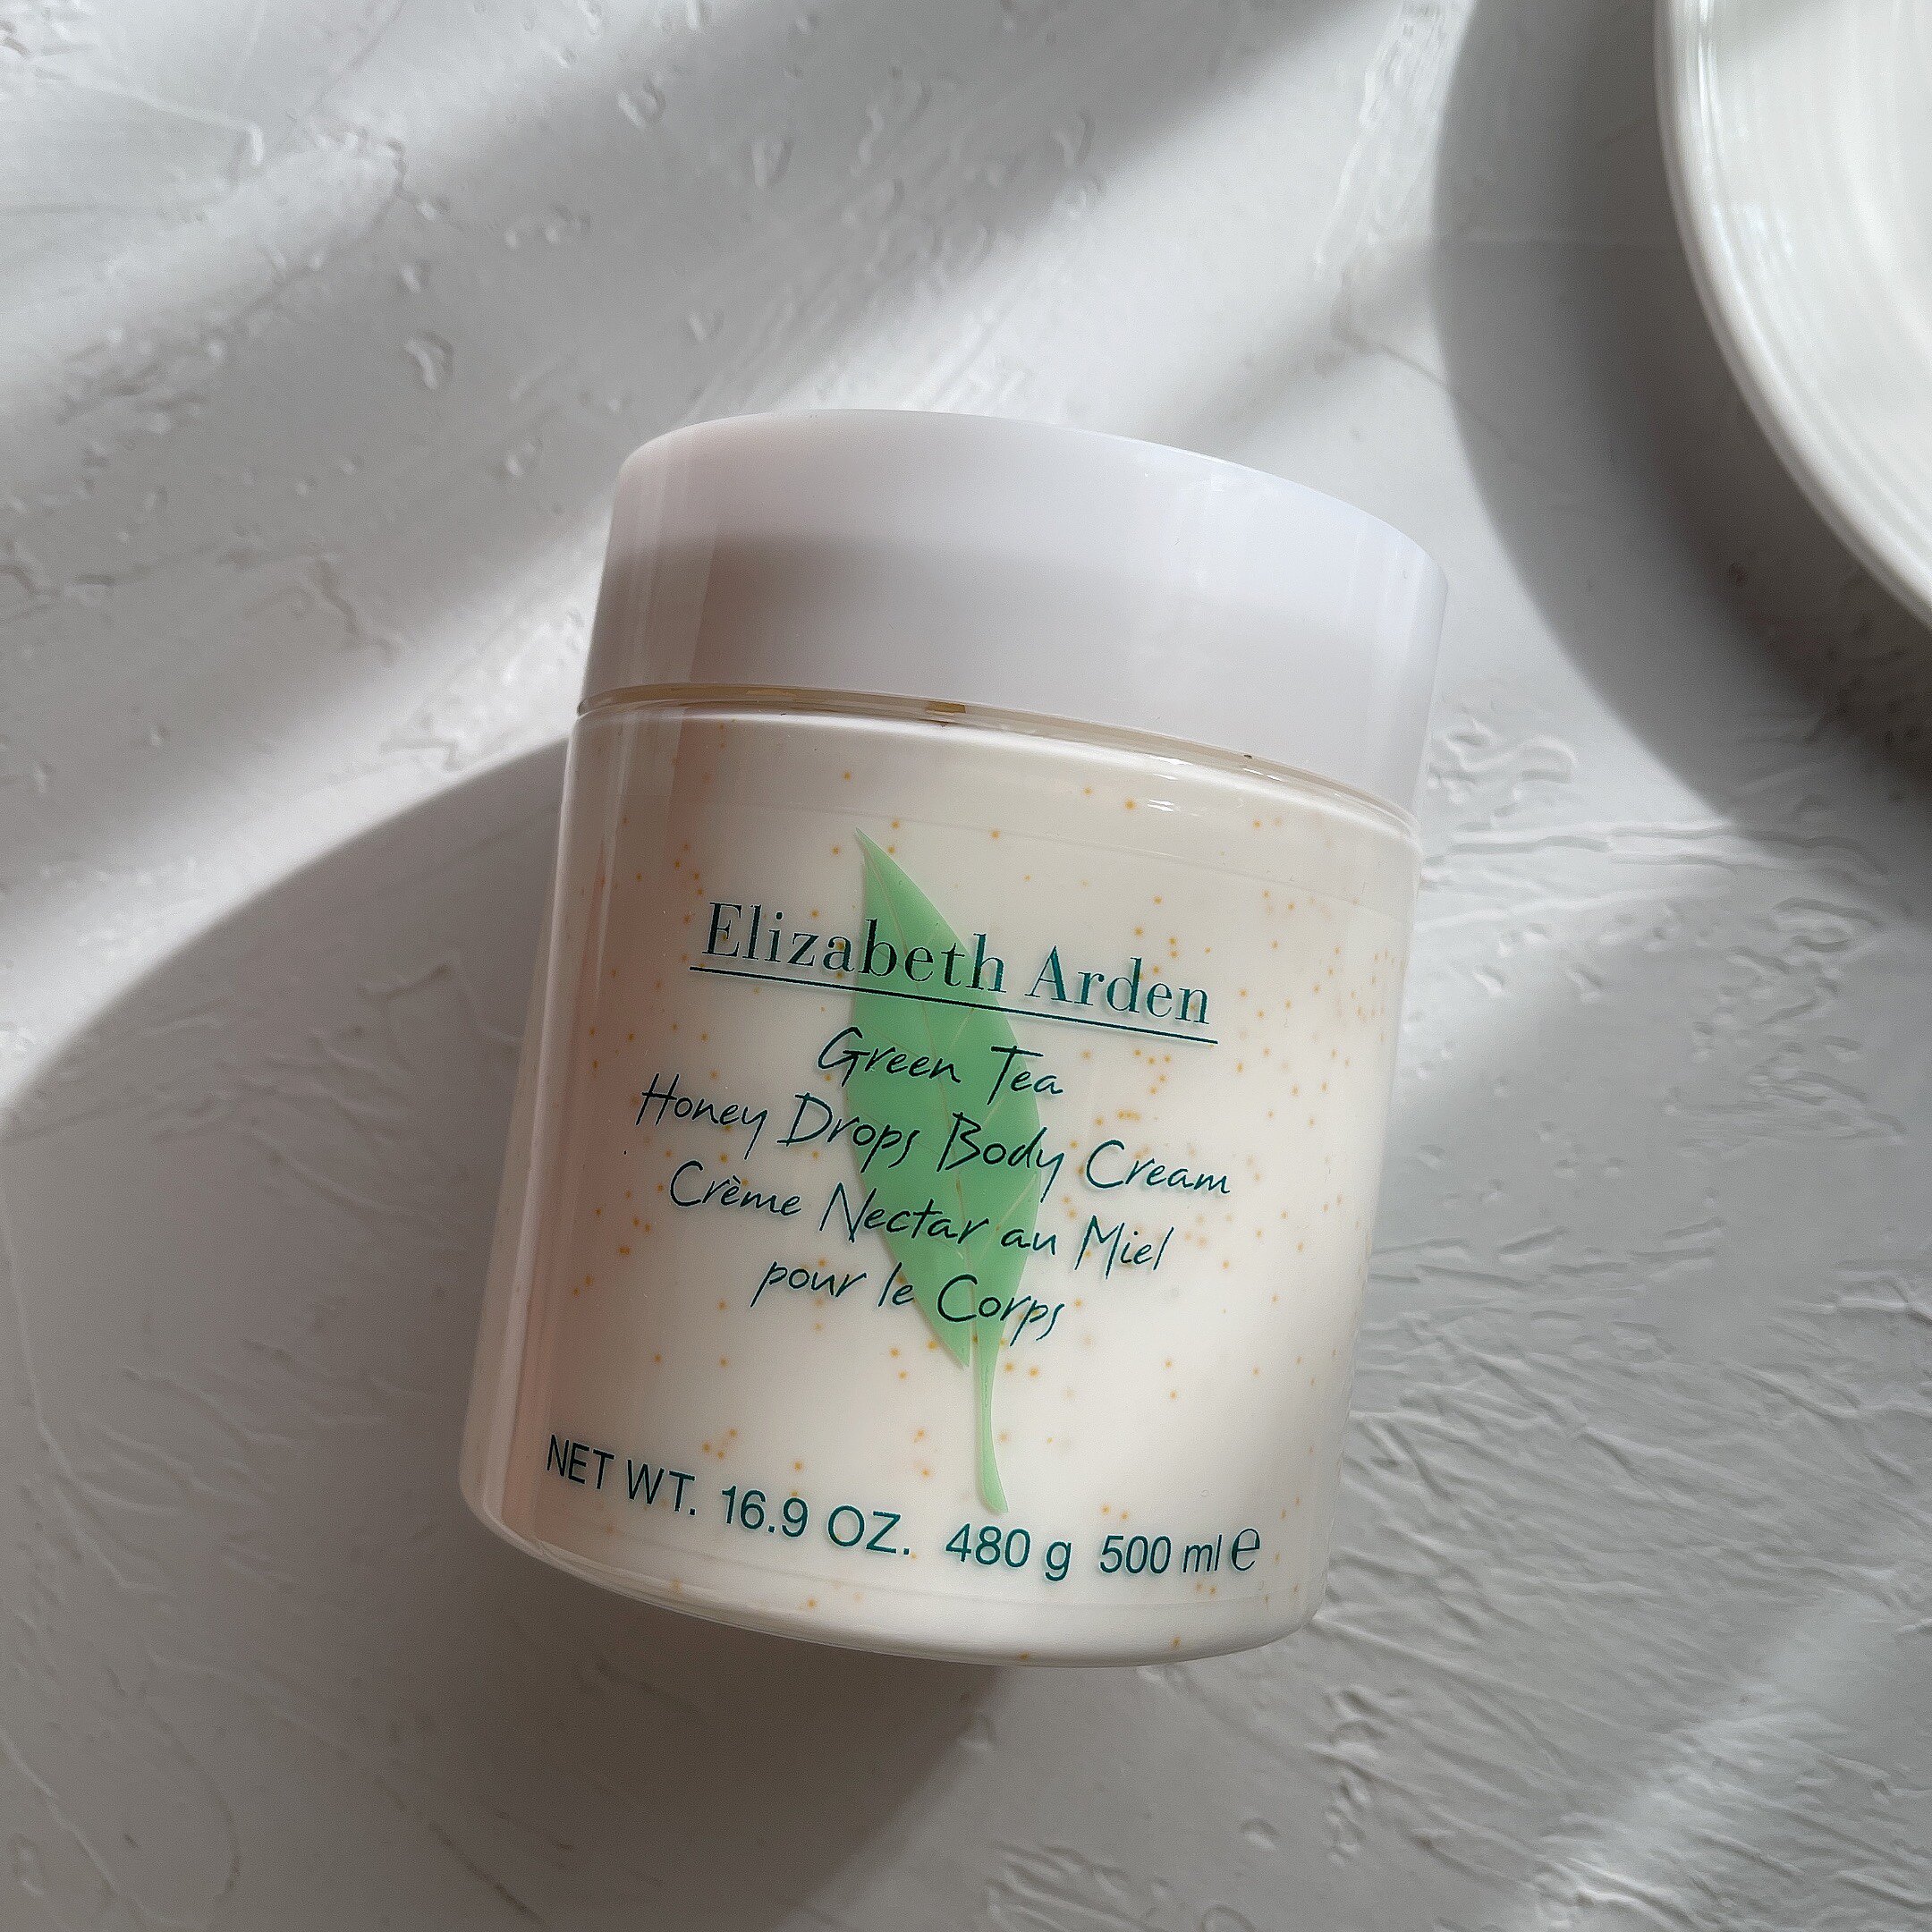 Elizabeth Arden
Green Tea
Honey Drops Body Cream
Crème Nectar au Miel
pour le Corps
NET WT. 16.9 OZ. 480 g 500 ml e